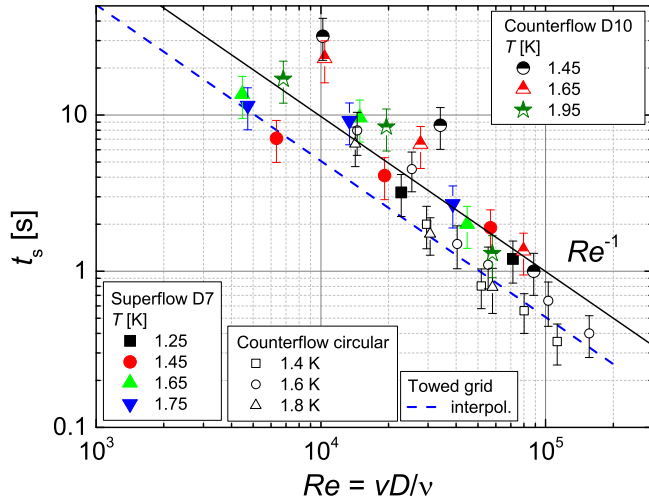 Counterflow D10
T [K]
1.45
1.65
1.95
10
t_s [s]
1
Re^-1
Superflow D7
T [K]
1.25
1.45
1.65
1.75
Counterflow circular
1.4 K
1.6 K
1.8 K
Towed grid
interpol.
0.1
10^3
10^4
10^5
Re = vD/ν